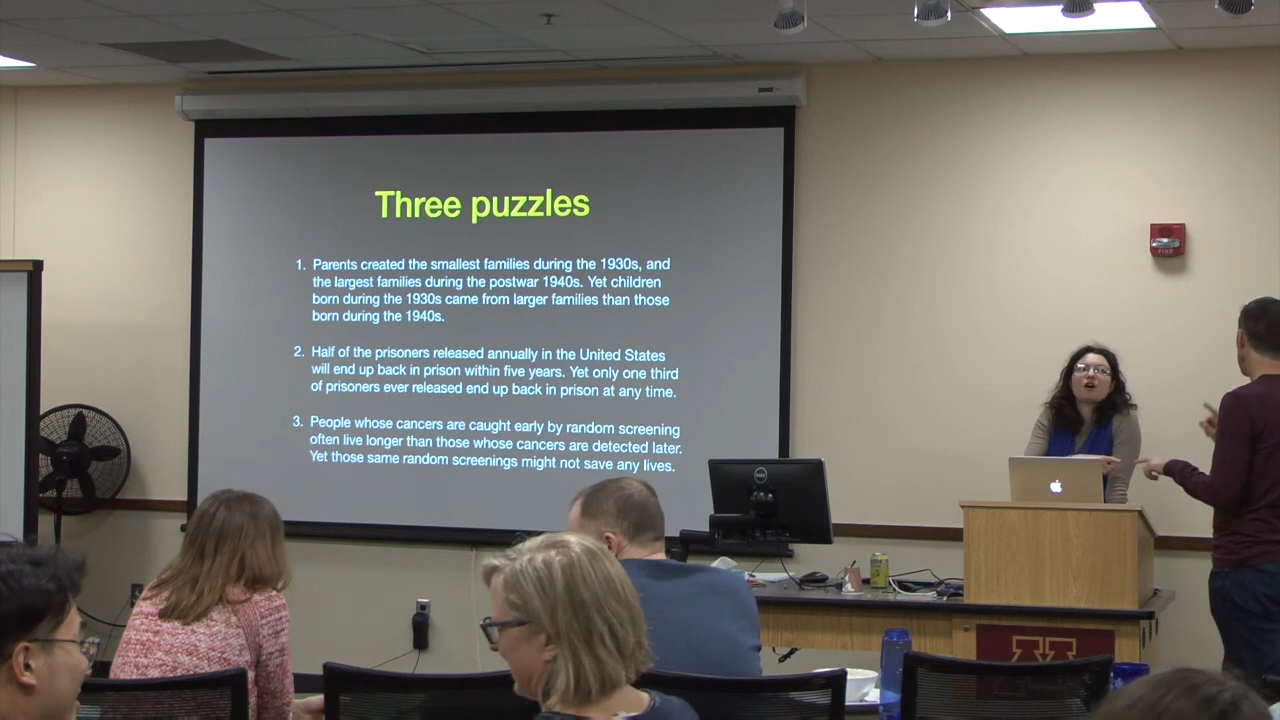 Three puzzles
1. Parents created the smallest families during the 1930s, and
the largest families during the postwar 1940s. Yet children
born during the 1930s came from larger families than those
born during the 1940s.
2. Half of the prisoners released annually in the United States
will end up back in prison within five years. Yet only one third
of prisoners ever released end up back in prison at any time.
3. People whose cancers are caught early by random screening
often live longer than those whose cancers are detected later.
Yet those same random screenings might not save any lives.
FIRE
DELL
M